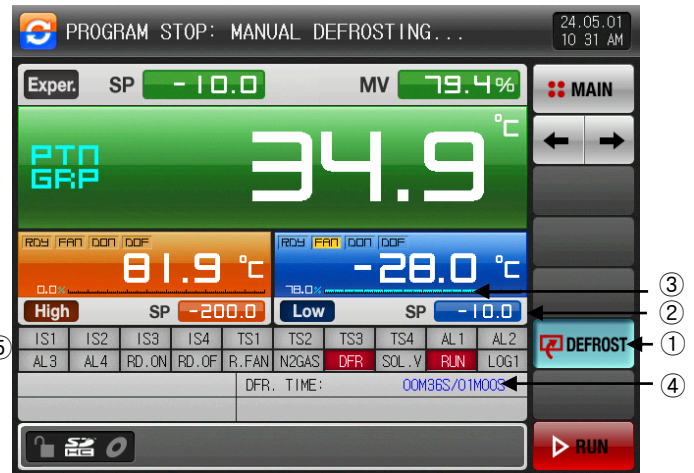 PROGRAM STOP: MANUAL DEFROSTING...
24.05.01
10 31 AM
Exper. SP -10.0 MV 79.4%
MAIN
PTN
GRP
34.9 °C
← →
RDY FAN DON DOF
81.9 °C
0.0%
High SP -200.0
RDY FAN DON DOF
-28.0 °C
78.0%
Low SP -10.0
③
②
IS1 IS2 IS3 IS4 TS1 TS2 TS3 TS4 AL1 AL2
AL3 AL4 RD.ON RD.OF R.FAN N2GAS DFR SOL.V RUN LOG1
DEFROST
①
DFR. TIME: 00M36S/01M00S
④
SD
HC
RUN